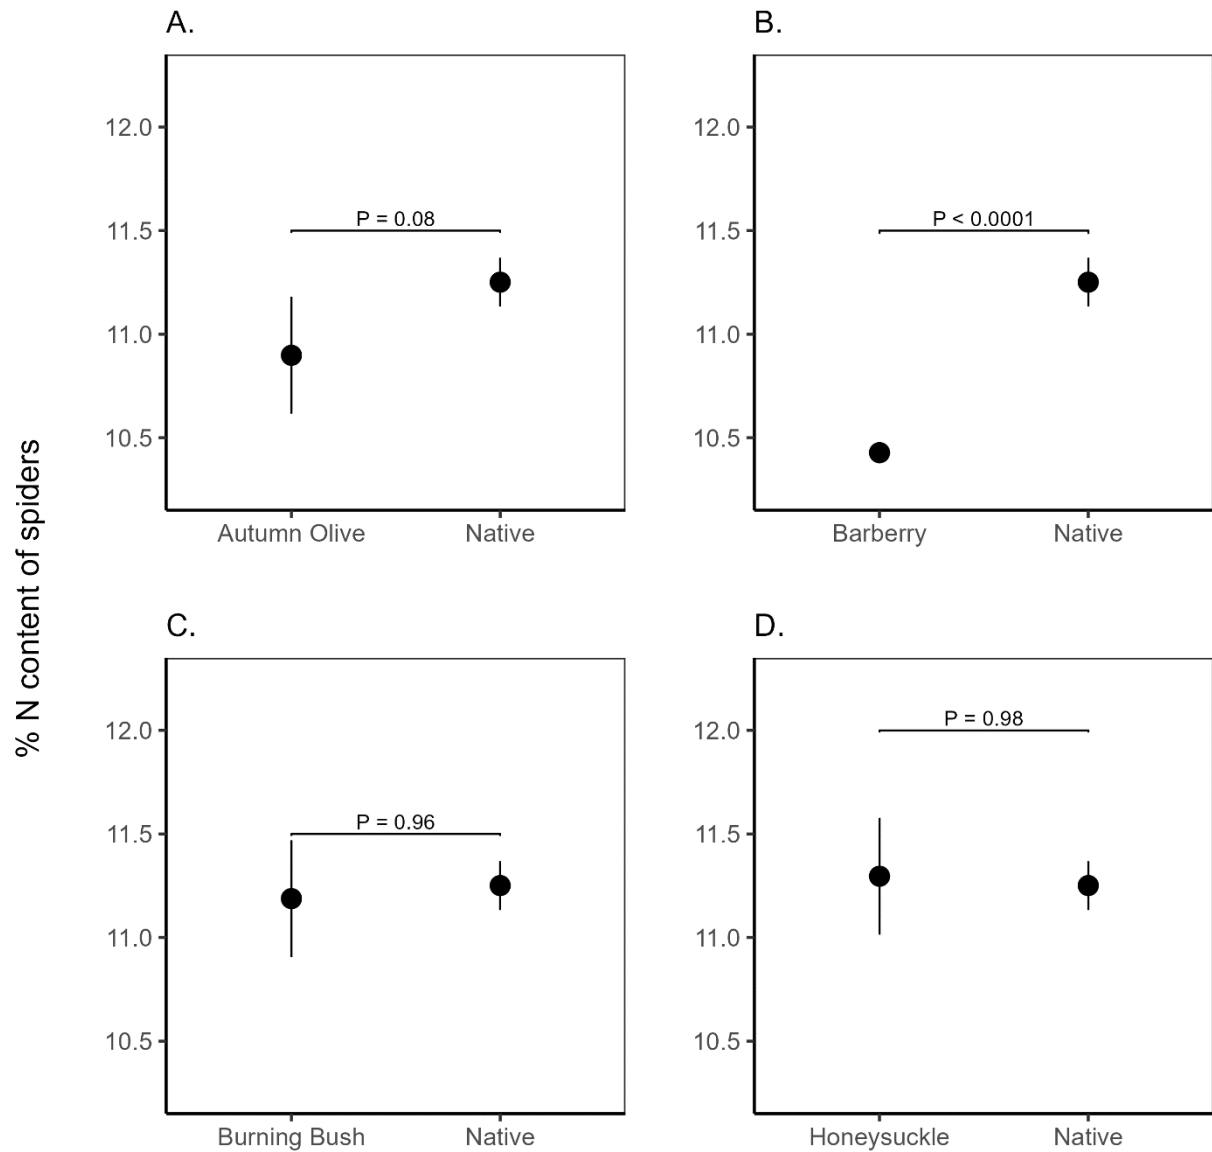 % N content of spiders
A.
12.0
11.5
11.0
10.5
P = 0.08
Autumn Olive Native
B.
12.0
11.5
11.0
10.5
P < 0.0001
Barberry Native
C.
12.0
11.5
11.0
10.5
P = 0.96
Burning Bush Native
D.
12.0
11.5
11.0
10.5
P = 0.98
Honeysuckle Native